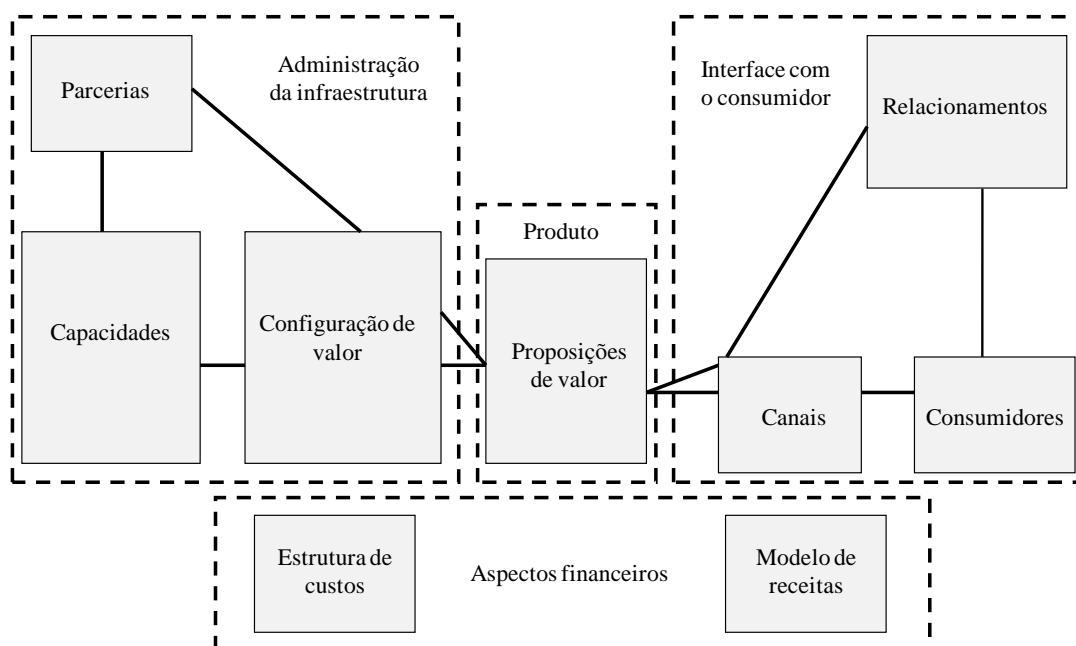 Parcerias
Administração
da infraestrutura
Interface com
o consumidor
Relacionamentos
Capacidades
Configuração de
valor
Produto
Proposições
de valor
Canais
Consumidores
Estrutura de
custos
Aspectos financeiros
Modelo de
receitas